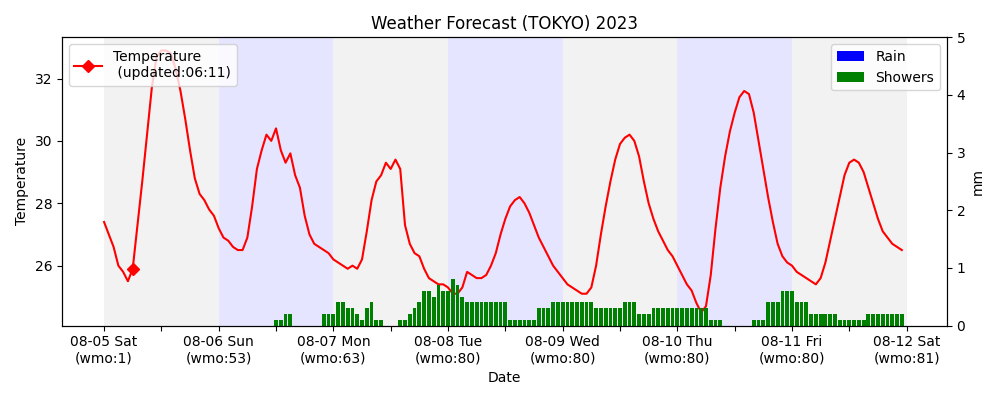 Weather Forecast (TOKYO) 2023
Temperature
(updated:06:11)
Rain
Showers
Temperature
32
30
28
26
5
4
3
2
1
0
mm
08-05 Sat
(wmo:1)
08-06 Sun
(wmo:53)
08-07 Mon
(wmo:63)
08-08 Tue
(wmo:80)
08-09 Wed
(wmo:80)
08-10 Thu
(wmo:80)
08-11 Fri
(wmo:80)
08-12 Sat
(wmo:81)
Date